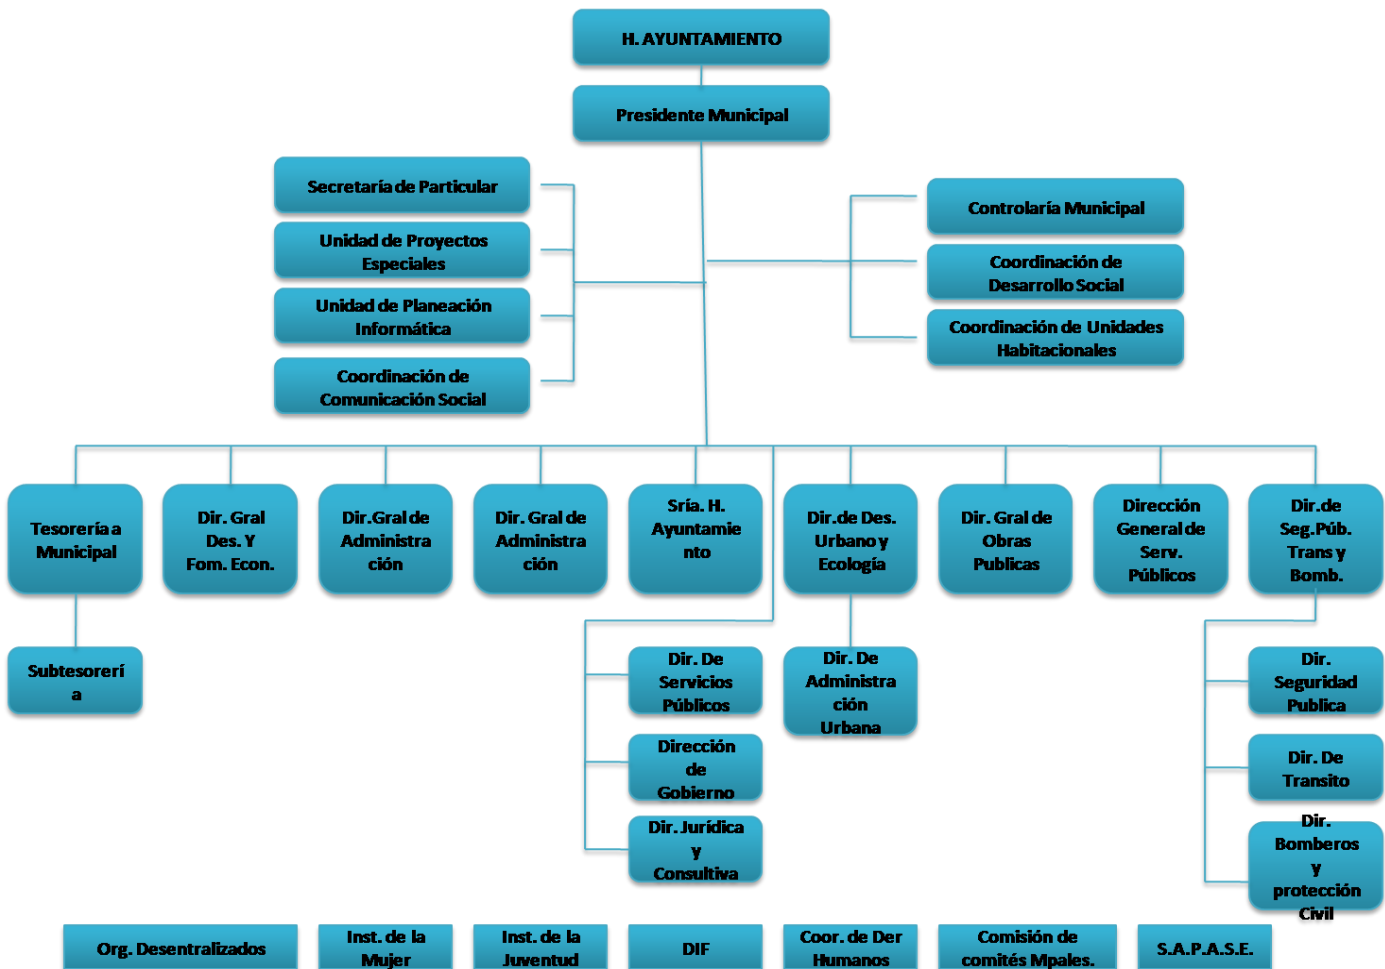 H. AYUNTAMIENTO
Presidente Municipal
Secretaría de Particular
Unidad de Proyectos
Especiales
Unidad de Planeación
Informática
Coordinación de
Comunicación Social
Controlaría Municipal
Coordinación de
Desarrollo Social
Coordinación de Unidades
Habitacionales
Tesorería a
Municipal
Dir. Gral
Des. Y
Fom. Econ.
Dir.Gral de
Administra
ción
Dir. Gral de
Administra
ción
Sría. H.
Ayuntamie
nto
Dir.de Des.
Urbano y
Ecología
Dir. Gral de
Obras
Publicas
Dirección
General de
Serv.
Públicos
Dir.de
Seg.Púb.
Trans y
Bomb.
Subtesorerí
a
Dir. De
Servicios
Públicos
Dirección
de
Gobierno
Dir. Jurídica
y
Consultiva
Dir. De
Administra
ción
Urbana
Dir.
Seguridad
Publica
Dir. De
Transito
Dir.
Bomberos
y
protección
Civil
Org. Desentralizados
Inst. de la
Mujer
Inst. de la
Juventud
DIF
Coor. de Der
Humanos
Comisión de
comités Mpales.
S.A.P.A.S.E.